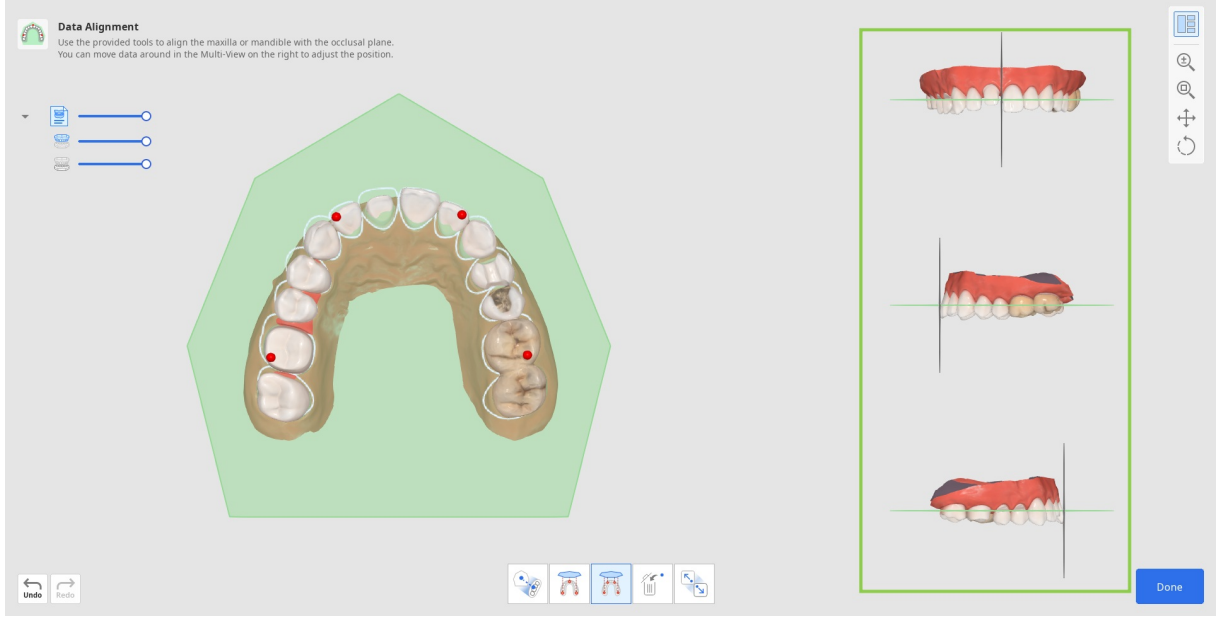 Data Alignment
Use the provided tools to align the maxilla or mandible with the occlusal plane.
You can move data around in the Multi-View on the right to adjust the position.
Undo
Redo
Done